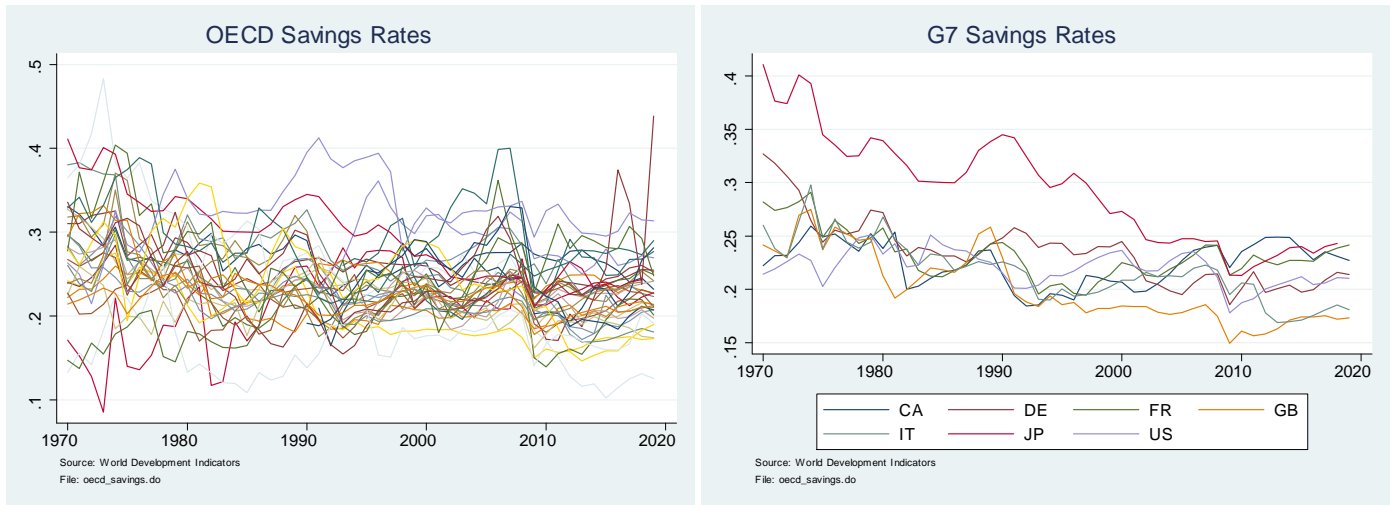 OECD Savings Rates
.5
.4
.3
.2
.1
1970 1980 1990 2000 2010 2020
Source: World Development Indicators
File: oecd_savings.do
G7 Savings Rates
.4
.35
.3
.25
.2
.15
1970 1980 1990 2000 2010 2020
CA DE FR GB
IT JP US
Source: World Development Indicators
File: oecd_savings.do